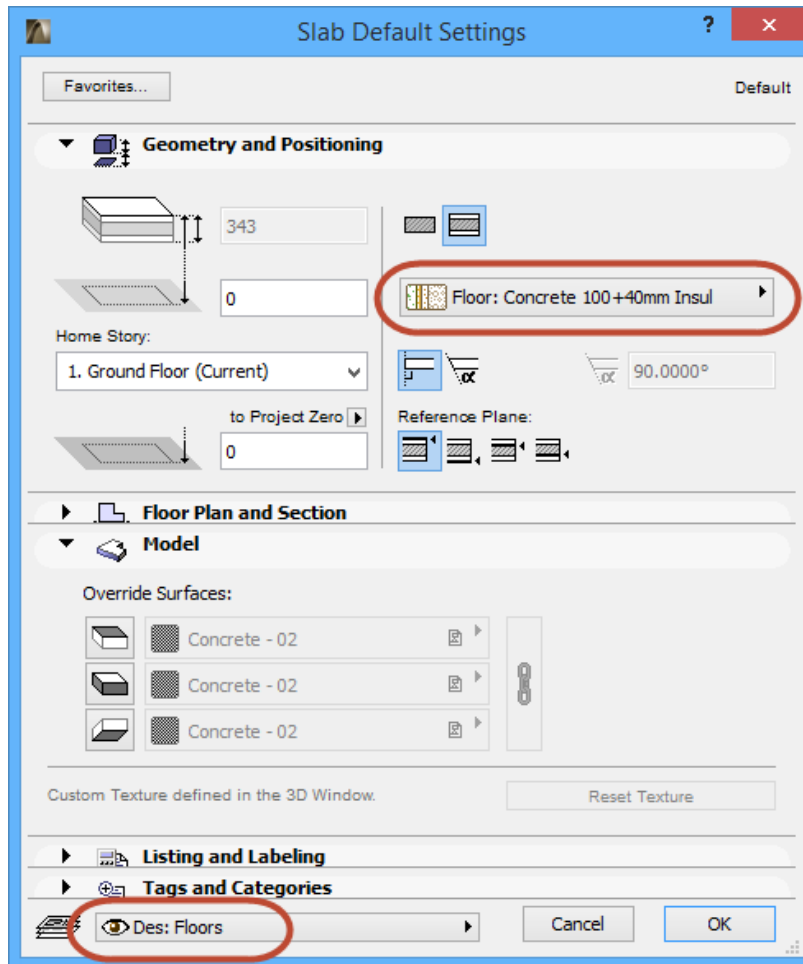 Slab Default Settings
?
Favorites...
Default
Geometry and Positioning
343
0
Floor: Concrete 100+40mm Insul
Home Story:
1. Ground Floor (Current)
α
α
90.0000°
to Project Zero
Reference Plane:
0
Floor Plan and Section
Model
Override Surfaces:
Concrete - 02
Concrete - 02
Concrete - 02
Custom Texture defined in the 3D Window.
Reset Texture
Listing and Labeling
Tags and Categories
Des: Floors
Cancel
OK